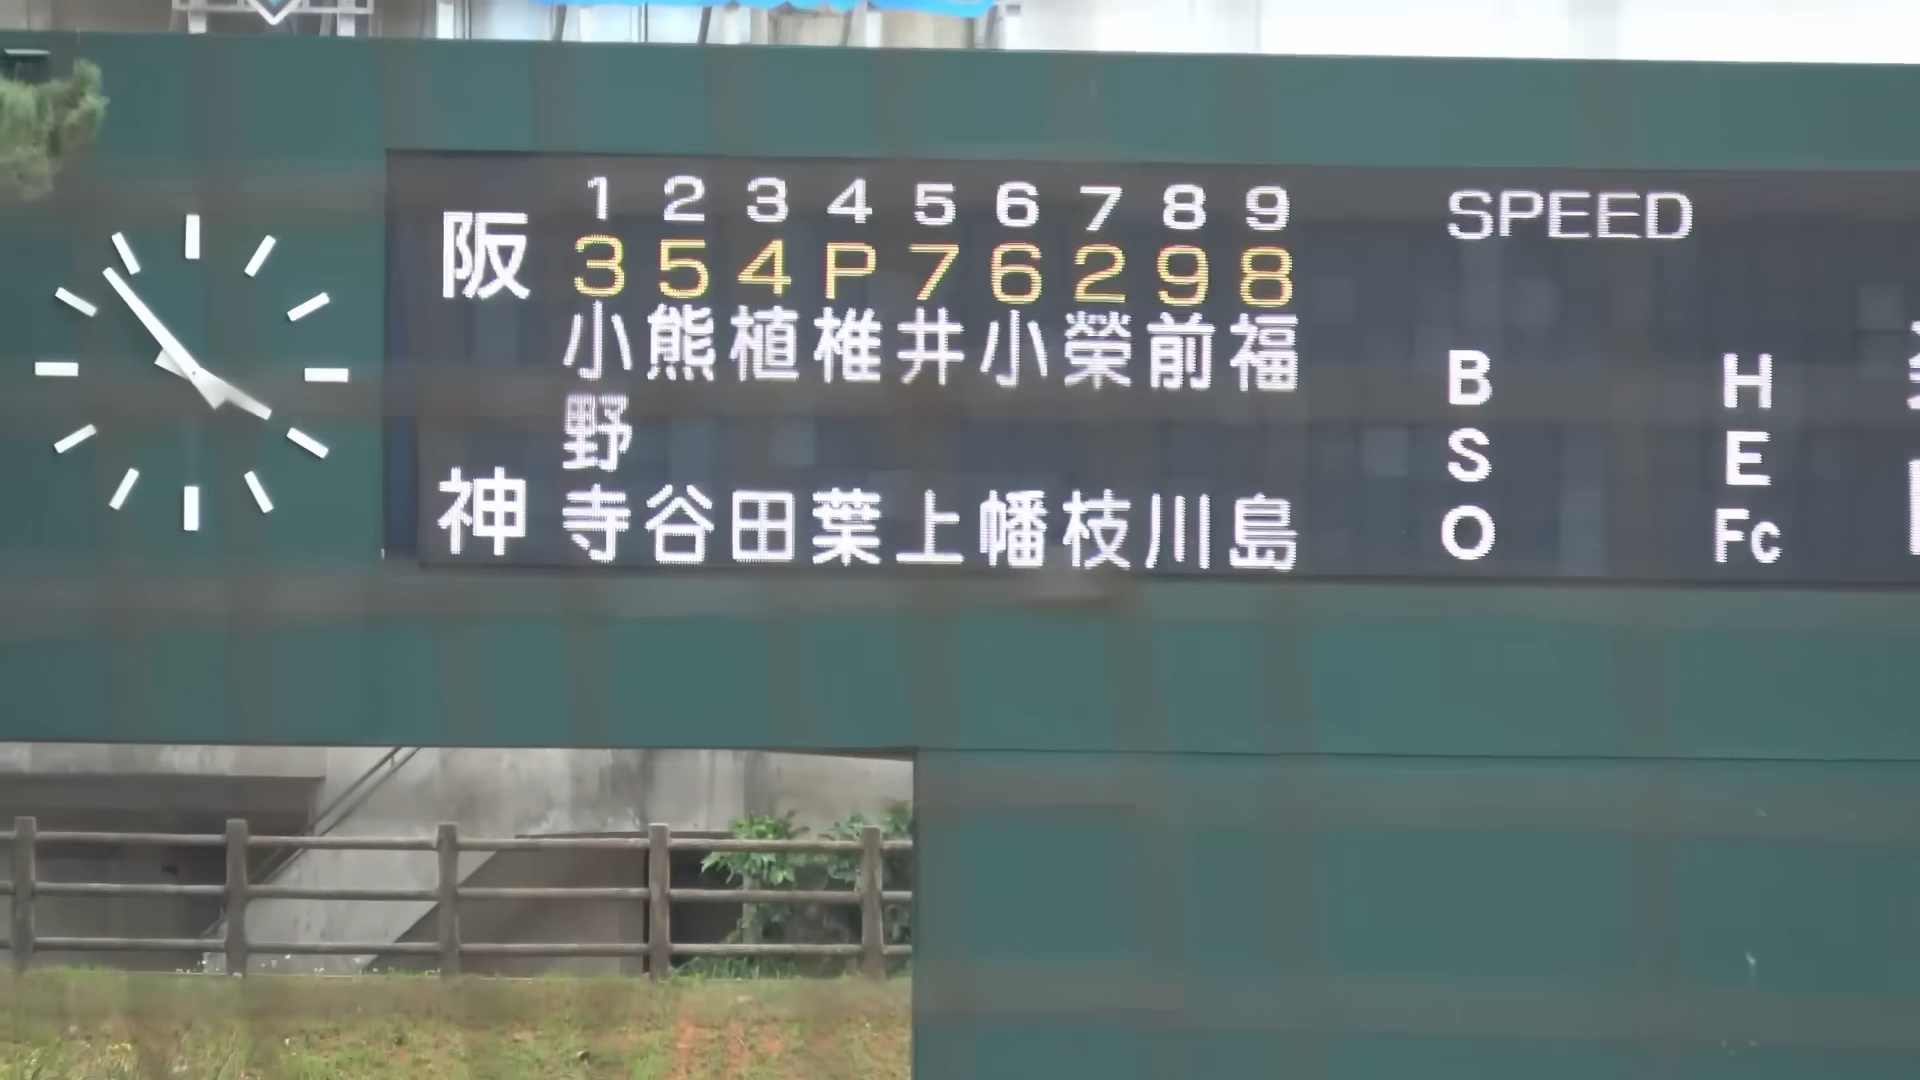 1 2 3 4 5 6 7 8 9
3 5 4 P 7 6 2 9 8
阪神
小野寺
熊谷
植田
椎葉
井上
小幡
榮枝
前川
福島
SPEED
B H
S E
O Fc